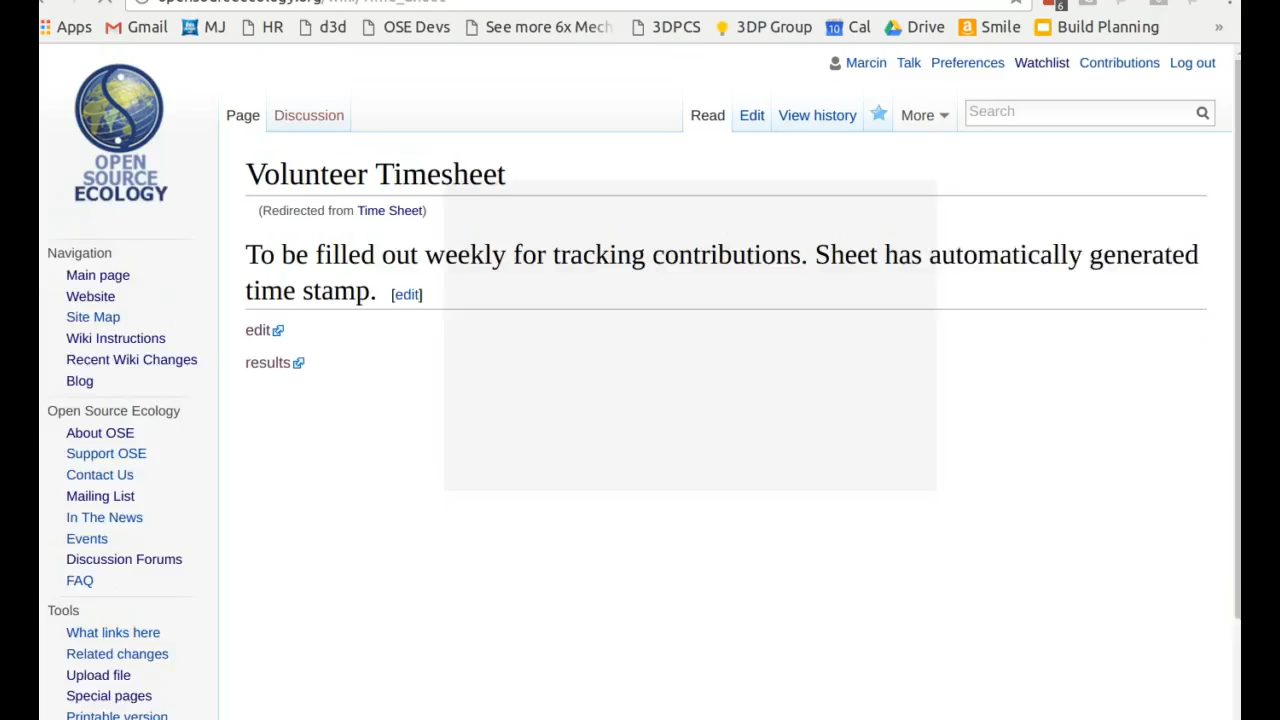 6
Apps Gmail MJ HR d3d OSE Devs See more 6x Mech 3DPCS 3DP Group 10 Cal Drive a Smile Build Planning »
Marcin Talk Preferences Watchlist Contributions Log out
Page Discussion Read Edit View history More Search
OPEN
SOURCE
ECOLOGY
Volunteer Timesheet
(Redirected from Time Sheet)
To be filled out weekly for tracking contributions. Sheet has automatically generated
time stamp. [edit]
edit
results
Navigation
Main page
Website
Site Map
Wiki Instructions
Recent Wiki Changes
Blog
Open Source Ecology
About OSE
Support OSE
Contact Us
Mailing List
In The News
Events
Discussion Forums
FAQ
Tools
What links here
Related changes
Upload file
Special pages
Printable version